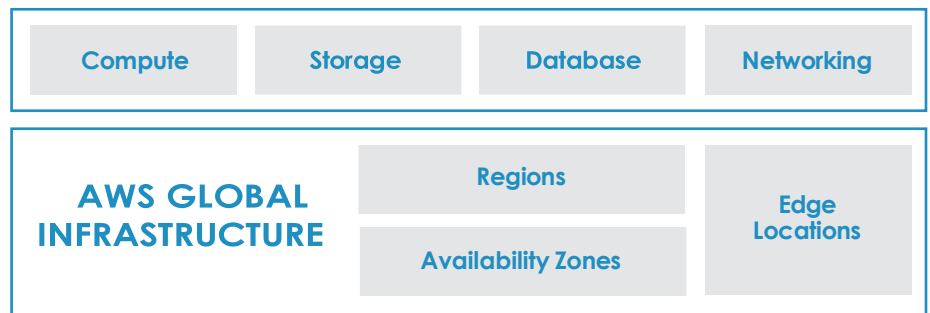 Compute
Storage
Database
Networking
AWS GLOBAL
INFRASTRUCTURE
Regions
Availability Zones
Edge
Locations